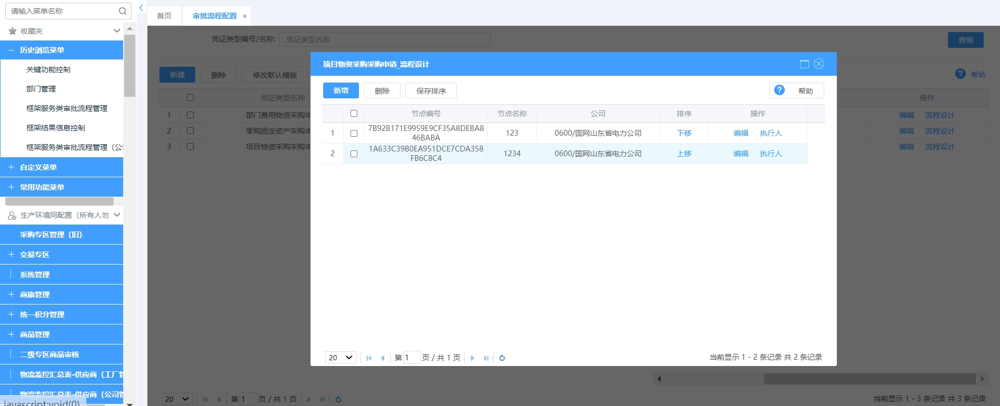 请输入菜单名称
收藏夹
历史浏览菜单
关键功能控制
部门管理
框架服务类审批流程管理
框架结果信息控制
框架服务类审批流程管理（公
自定义菜单
常用功能菜单
生产环境同配置（所有人勿
采购专区管理（旧）
交易专区
系统管理
商旅管理
统一积分管理
商品管理
二级专区商品审核
物流监控汇总表-供应商（工厂管
物流监控汇总表-供应商（公司管
javascript:void(0)
首页 审批流程配置 ×
凭证类型编号/名称: 凭证类型名称 查询
新建 删除 修改默认模版 帮助
凭证类型名称 操作
1 部门费用物资采购申 编辑 流程设计
2 零购固定资产采购申 编辑 流程设计
3 项目物资采购采购申 编辑 流程设计
项目物资采购采购申请_流程设计
新增 删除 保存排序 ? 帮助
节点编号 节点名称 公司 排序 操作
1 7B92B171E9959E9CF35A8DEBA8
46BABA 123 0600/国网山东省电力公司 下移 编辑 执行人
2 1A633C39B0EA951DCE7CDA358
FB6C8C4 1234 0600/国网山东省电力公司 上移 编辑 执行人
20 第 1 页 / 共 1 页 当前显示 1 - 2 条记录 共 2 条记录
20 第 1 页 / 共 1 页 当前显示 1 - 3 条记录 共 3 条记录